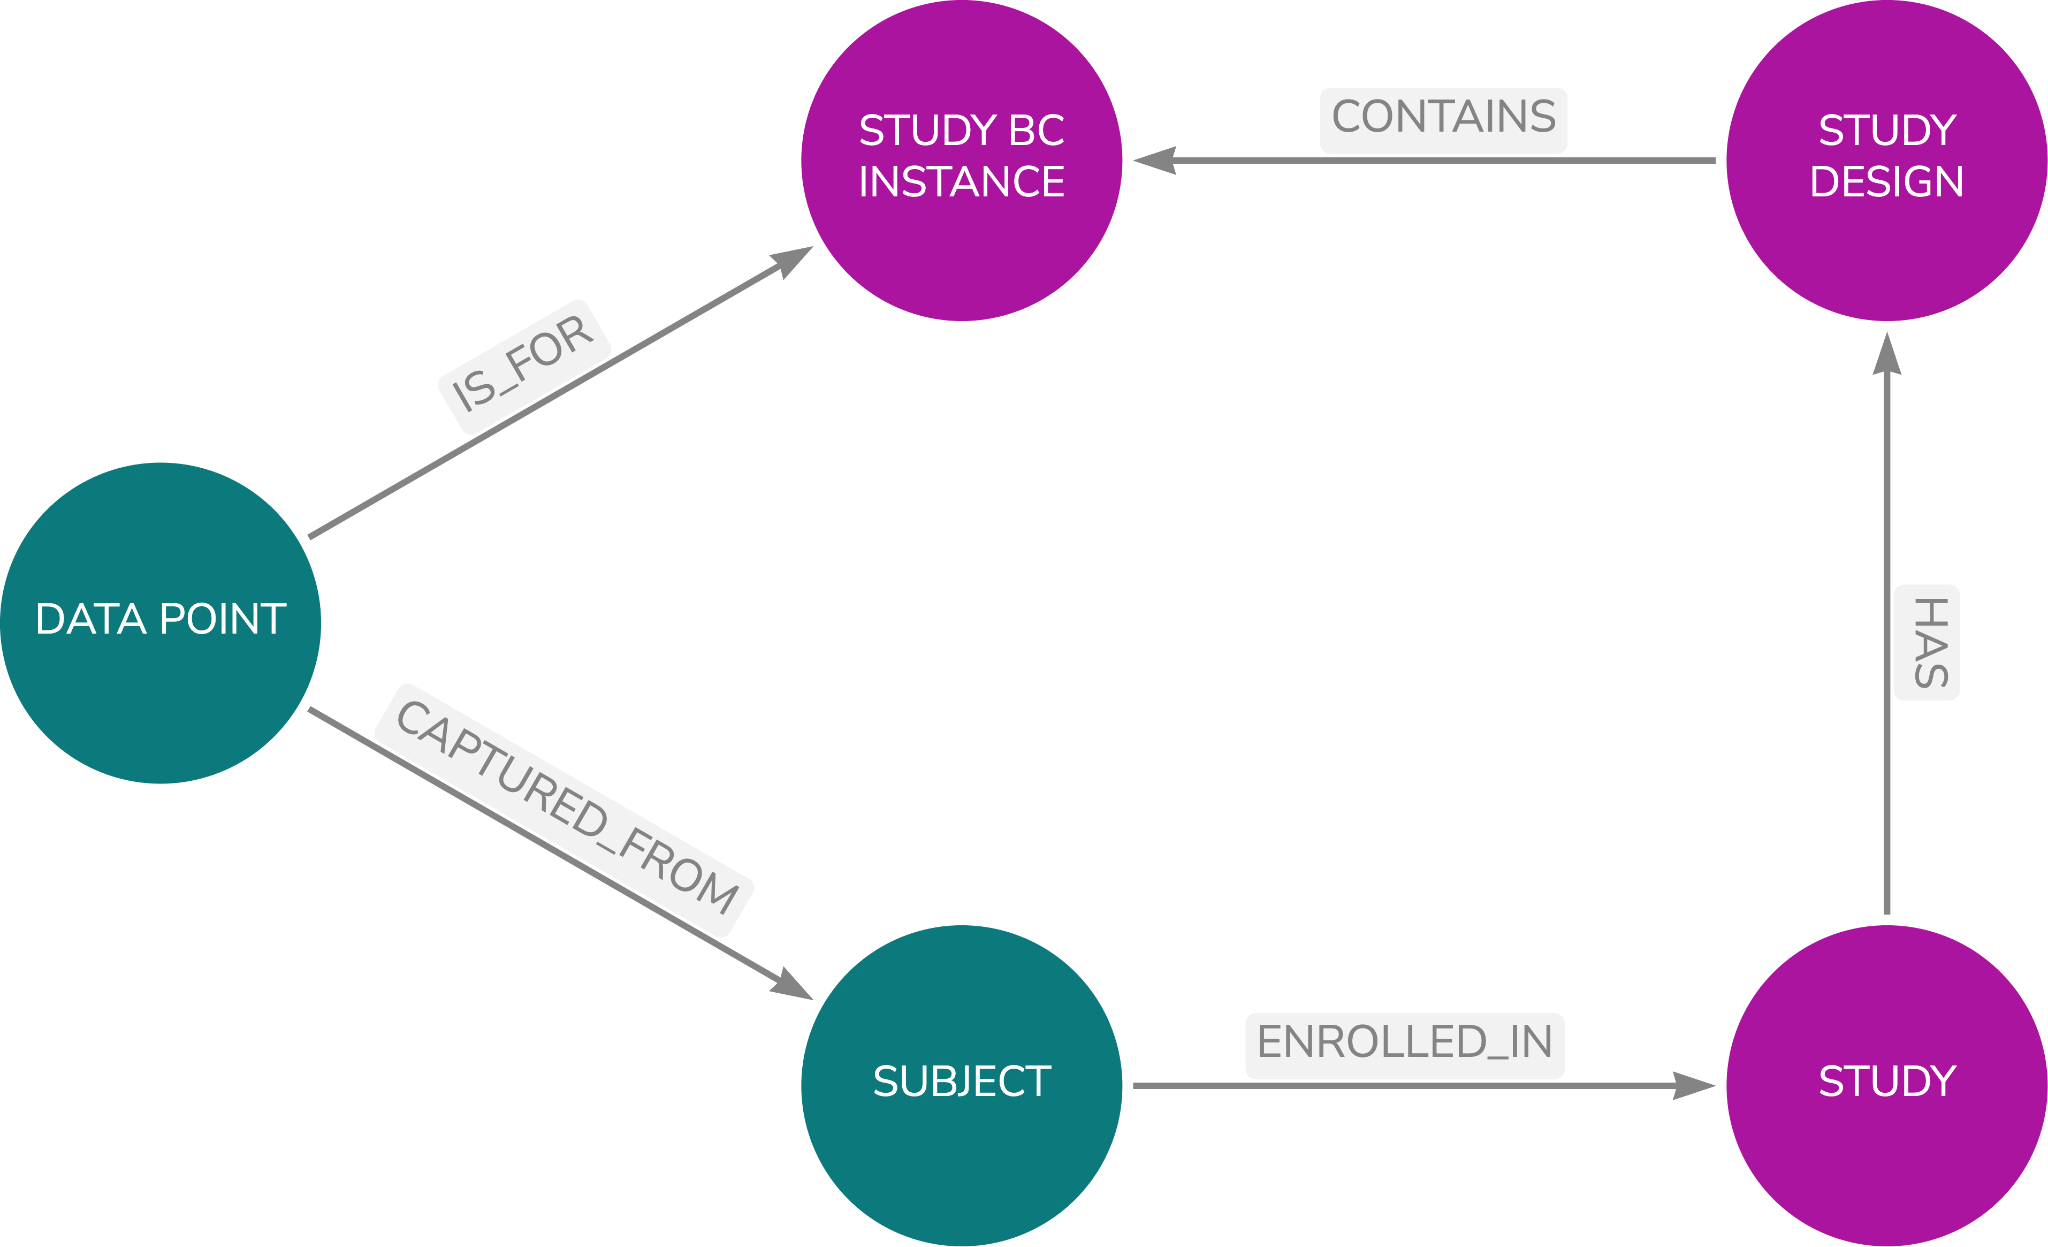 STUDY BC
INSTANCE
CONTAINS
STUDY
DESIGN
IS_FOR
DATA POINT
HAS
CAPTURED_FROM
SUBJECT
ENROLLED_IN
STUDY